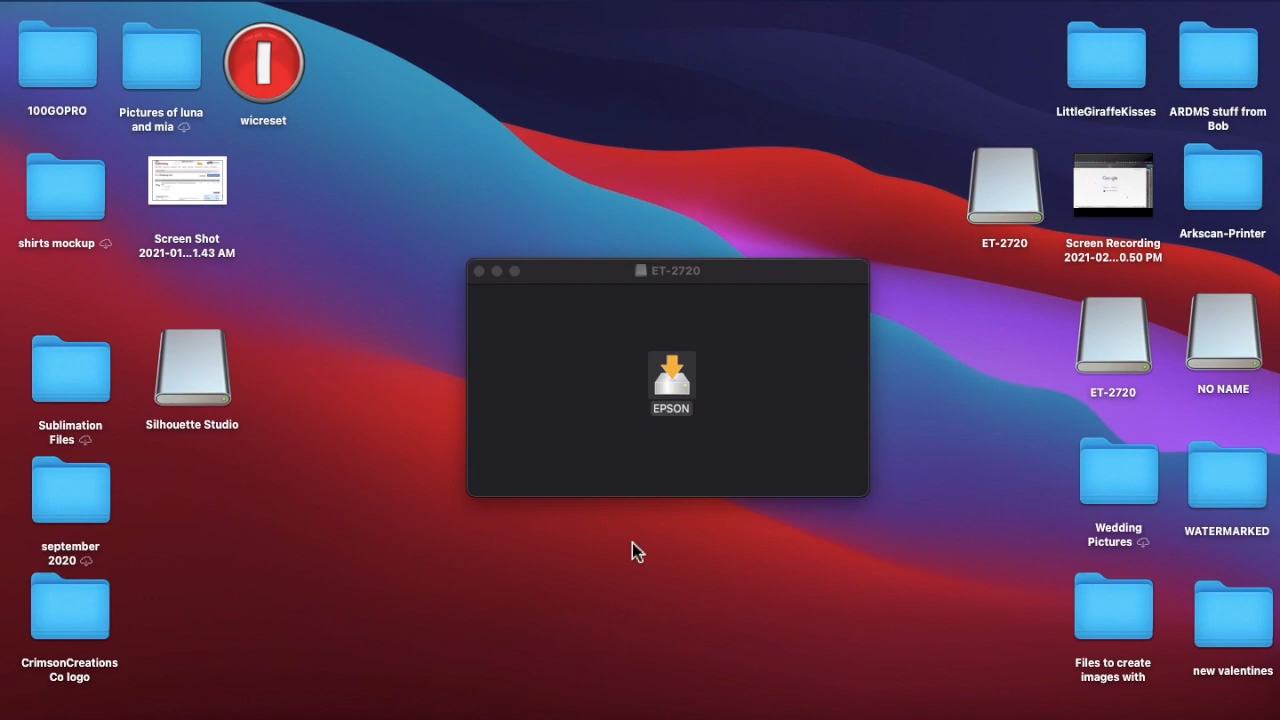 100GOPRO
Pictures of luna
and mia
wicreset
LittleGiraffeKisses
ARDMS stuff from
Bob
shirts mockup
Screen Shot
2021-01...1.43 AM
ET-2720
Screen Recording
2021-02...0.50 PM
Arkscan-Printer
ET-2720
EPSON
ET-2720
NO NAME
Sublimation
Files
Silhouette Studio
Wedding
Pictures
WATERMARKED
september
2020
CrimsonCreations
Co logo
Files to create
images with
new valentines